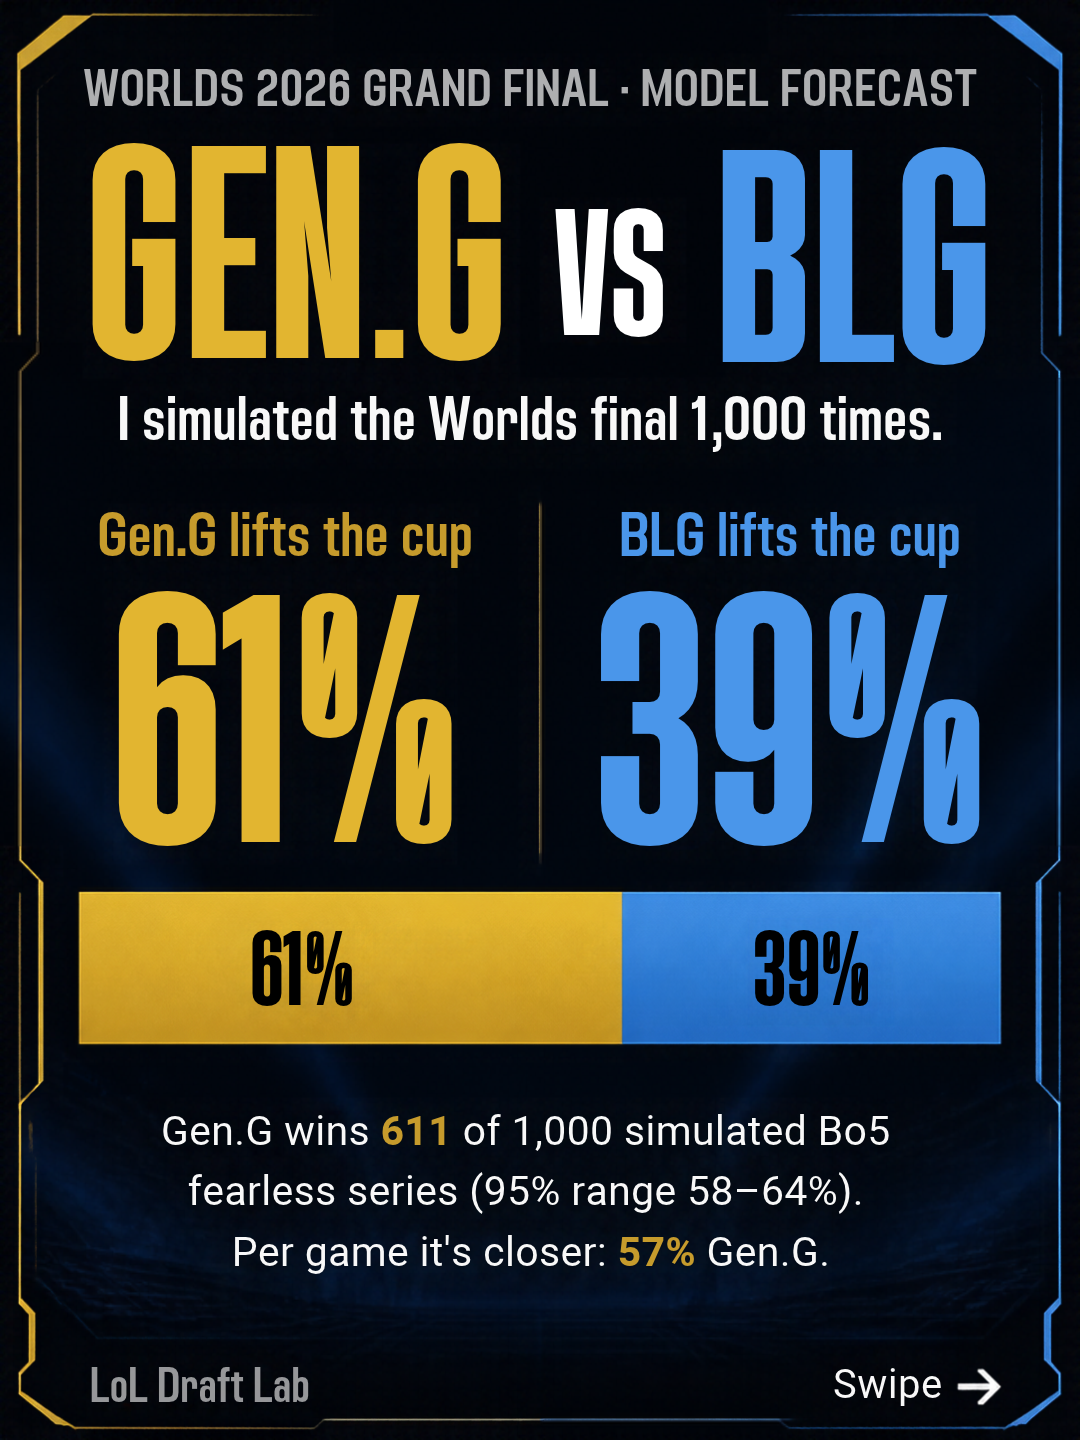 WORLDS 2026 GRAND FINAL · MODEL FORECAST
GEN.G VS BLG
I simulated the Worlds final 1,000 times.
Gen.G lifts the cup
61%
BLG lifts the cup
39%
61% 39%
Gen.G wins 611 of 1,000 simulated Bo5
fearless series (95% range 58–64%).
Per game it's closer: 57% Gen.G.
LoL Draft Lab
Swipe →